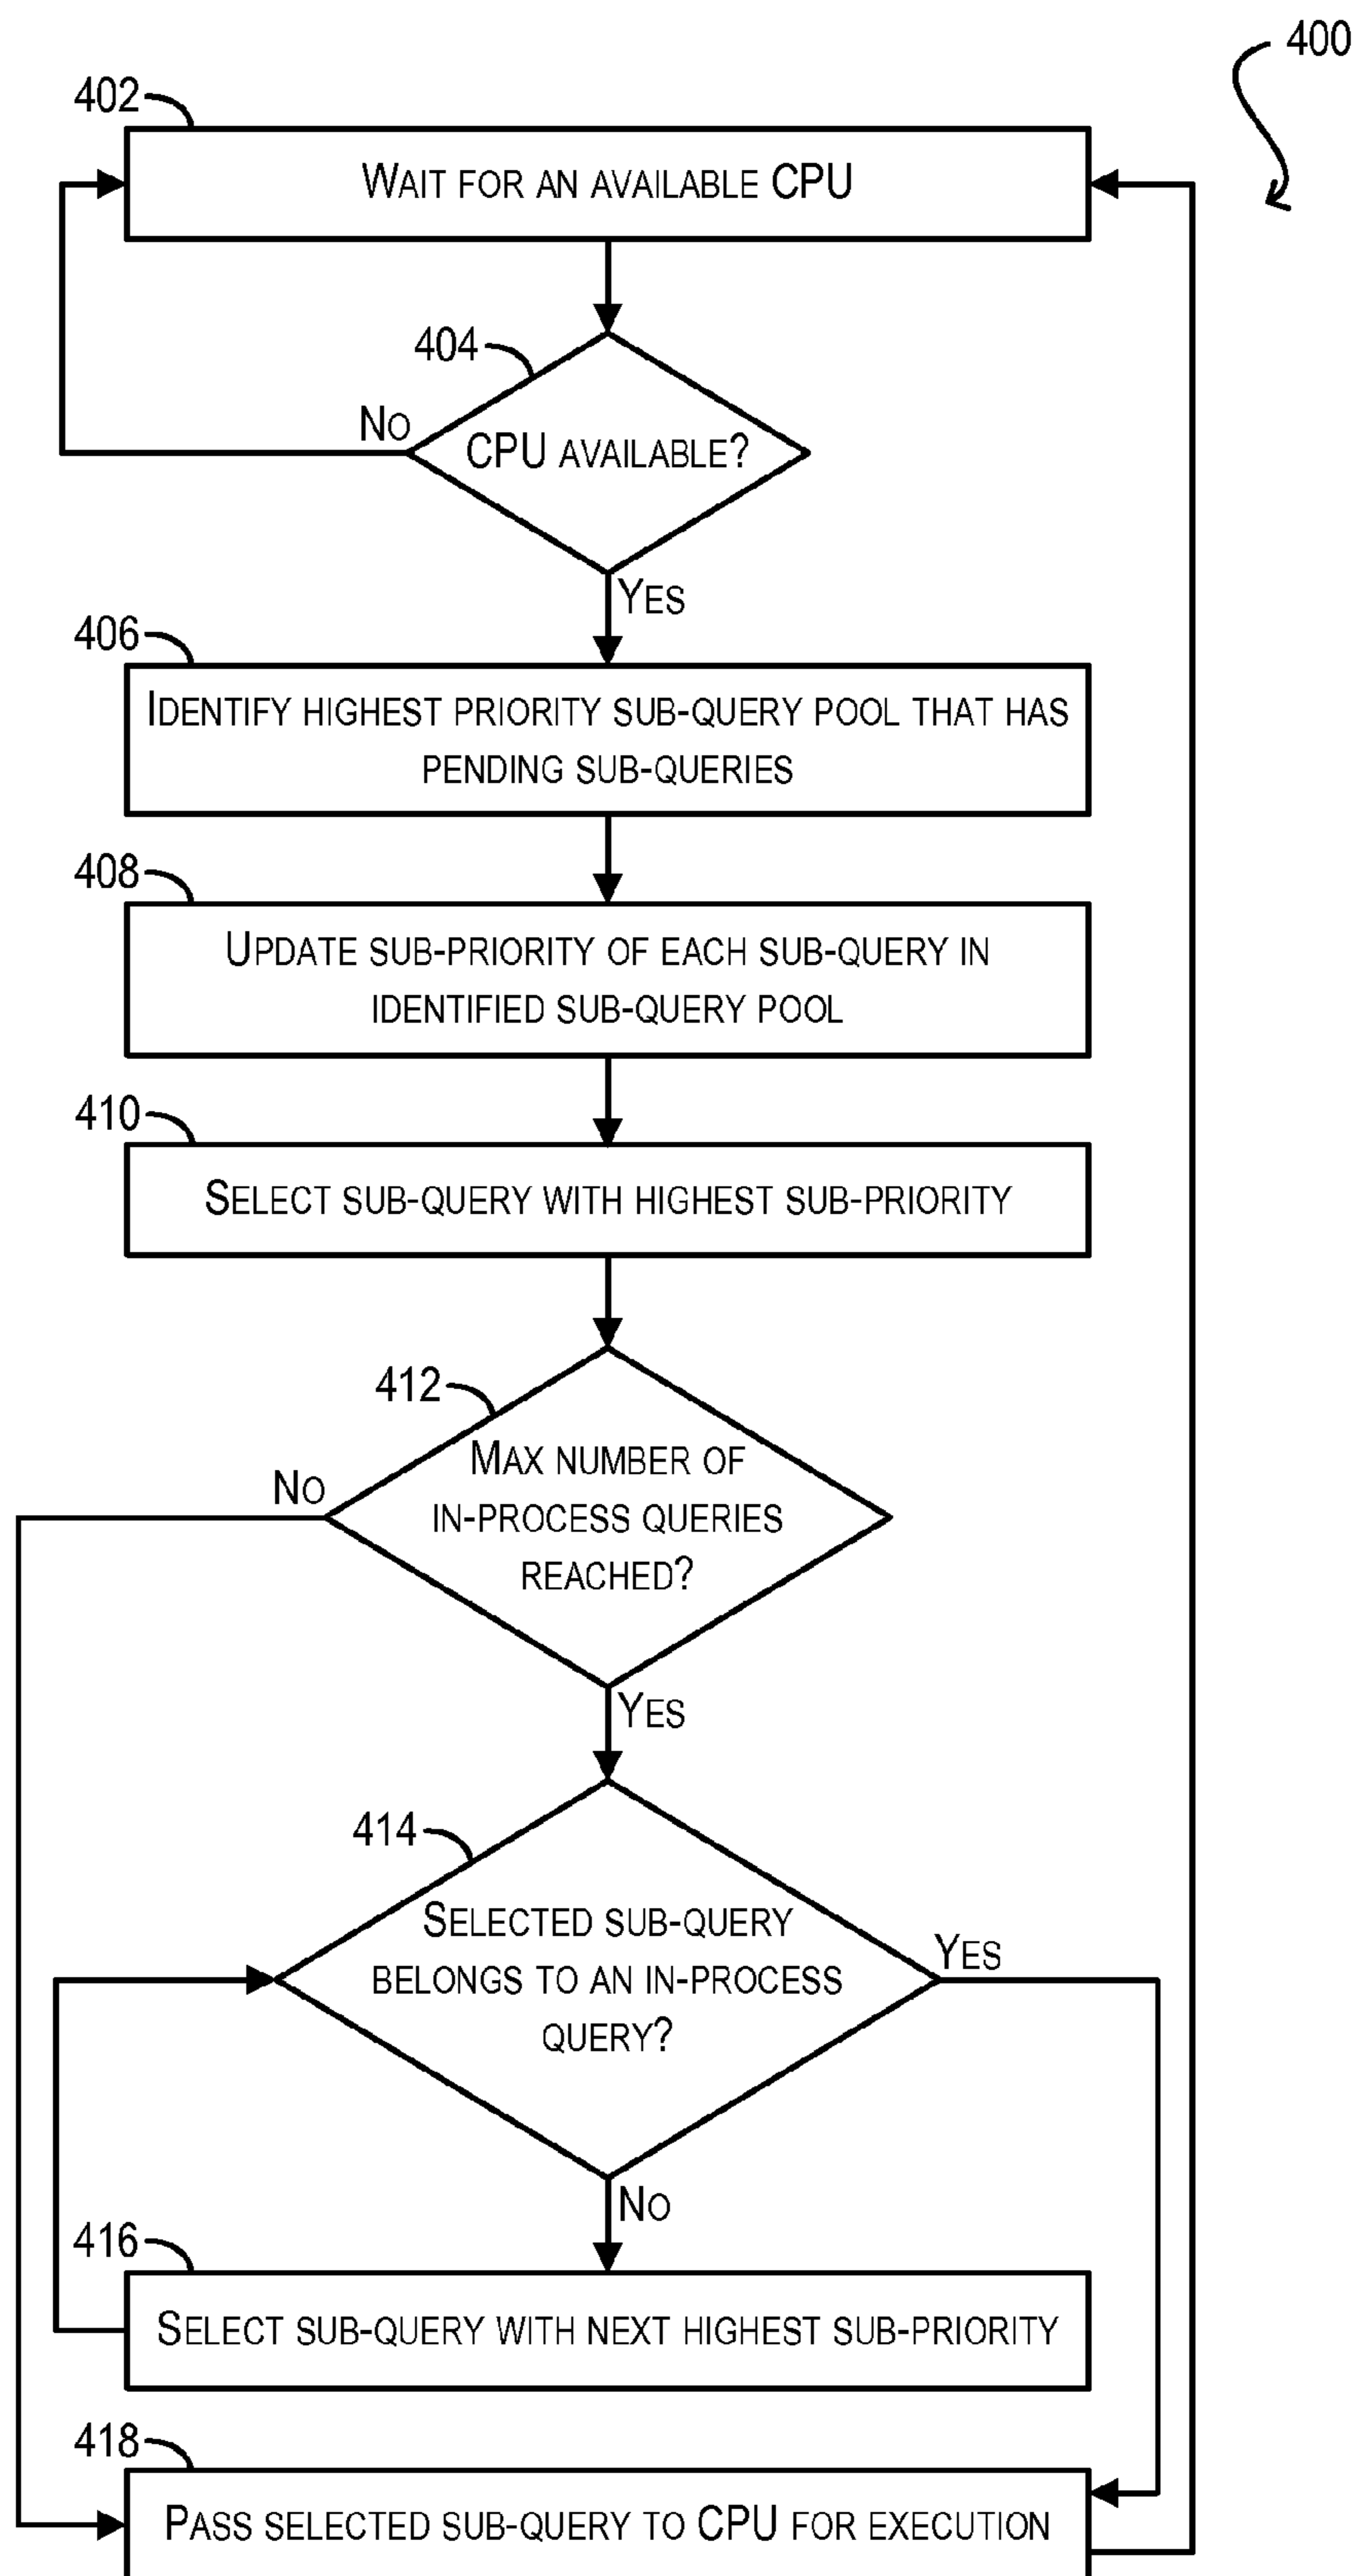 400
402
WAIT FOR AN AVAILABLE CPU
404
NO
CPU AVAILABLE?
YES
406
IDENTIFY HIGHEST PRIORITY SUB-QUERY POOL THAT HAS
PENDING SUB-QUERIES
408
UPDATE SUB-PRIORITY OF EACH SUB-QUERY IN
IDENTIFIED SUB-QUERY POOL
410
SELECT SUB-QUERY WITH HIGHEST SUB-PRIORITY
412
NO
MAX NUMBER OF
IN-PROCESS QUERIES
REACHED?
YES
414
SELECTED SUB-QUERY
BELONGS TO AN IN-PROCESS
QUERY?
YES
NO
416
SELECT SUB-QUERY WITH NEXT HIGHEST SUB-PRIORITY
418
PASS SELECTED SUB-QUERY TO CPU FOR EXECUTION